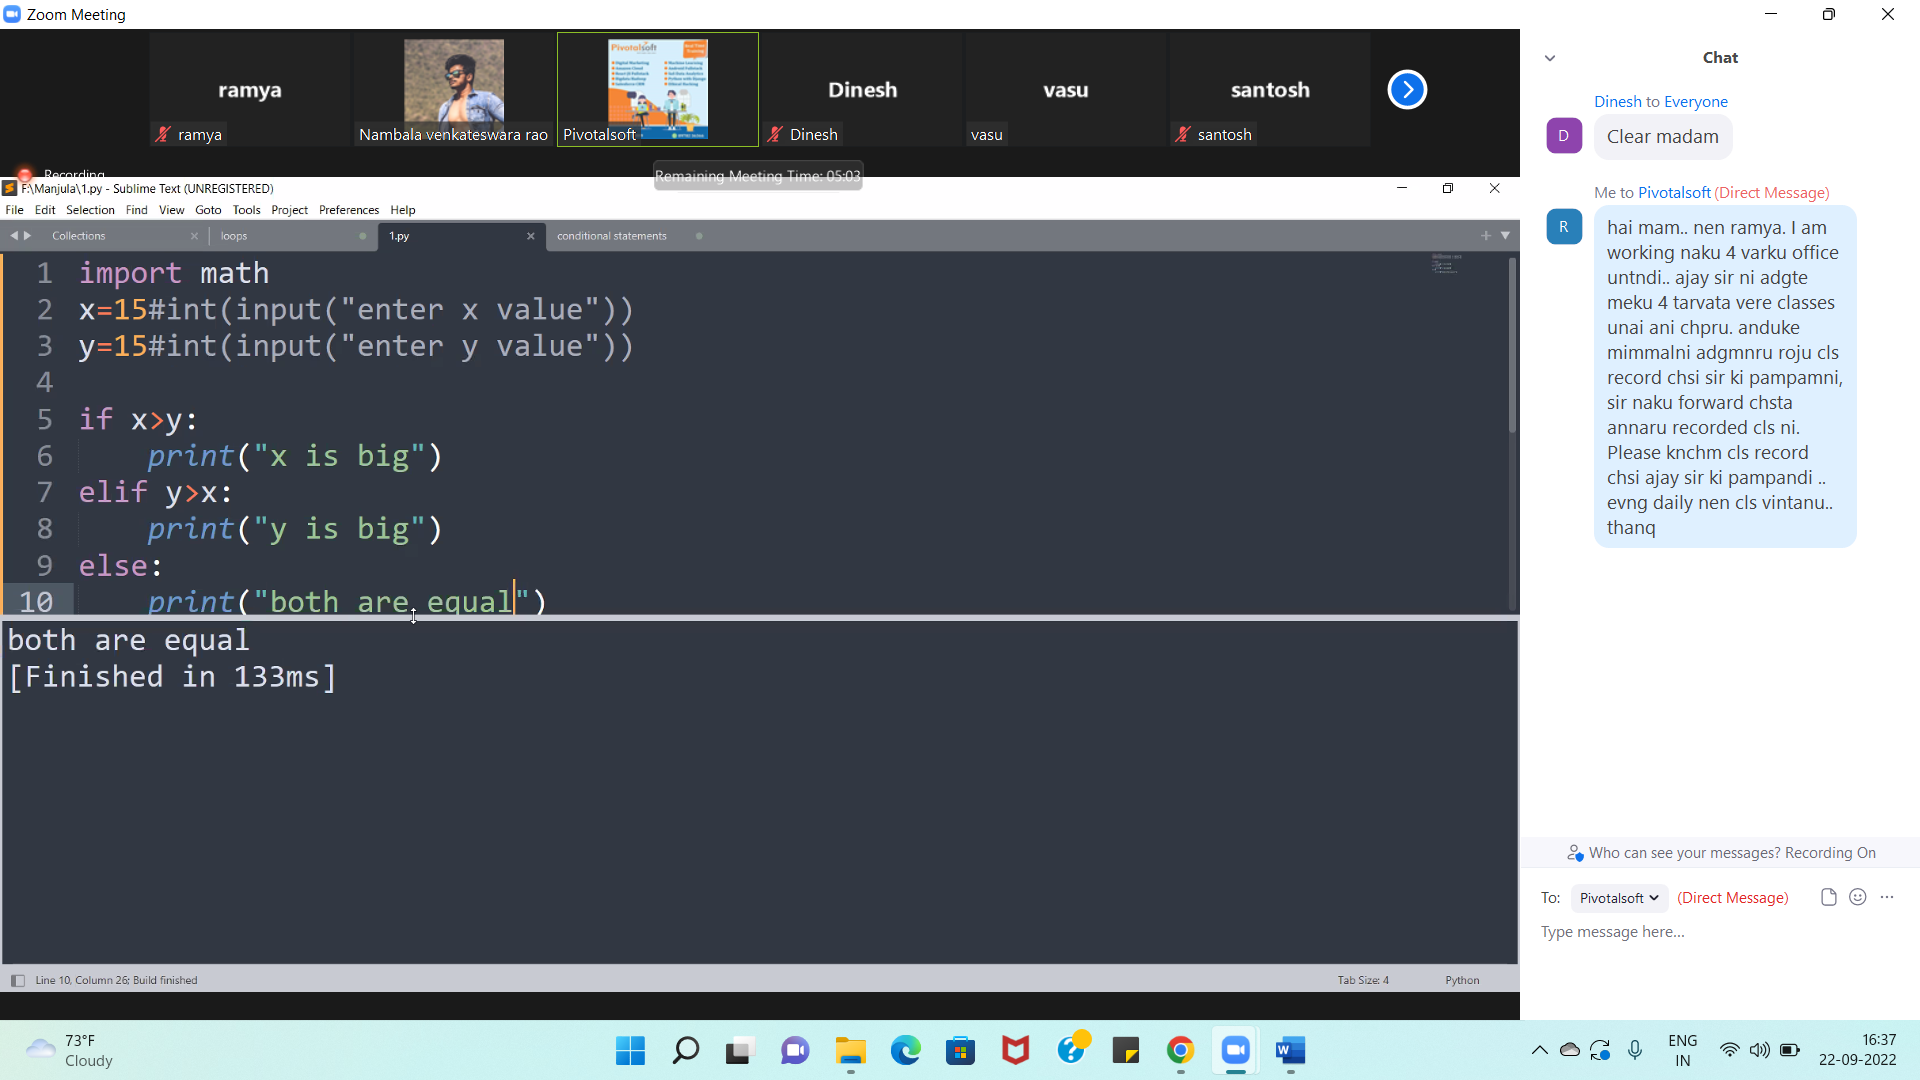 Zoom Meeting
ramya
Dinesh
vasu
santosh
ramya
Nambala venkateswara rao
Pivotalsoft
Dinesh
vasu
santosh
Pivotalsoft
Recording
Remaining Meeting Time: 05:03
F:\Manjula\1.py - Sublime Text (UNREGISTERED)
File Edit Selection Find View Goto Tools Project Preferences Help
Collections
loops
1.py
conditional statements
1 import math
2 x=15#int(input("enter x value"))
3 y=15#int(input("enter y value"))
4
5 if x>y:
6     print("x is big")
7 elif y>x:
8     print("y is big")
9 else:
10     print("both are equal")
both are equal
[Finished in 133ms]
Line 10, Column 26; Build finished
Tab Size: 4
Python
Chat
Dinesh to Everyone
D
Clear madam
Me to Pivotalsoft (Direct Message)
R
hai mam.. nen ramya. I am
working naku 4 varku office
untndi.. ajay sir ni adgte
meku 4 tarvata vere classes
unai ani chpru. anduke
mimmalni adgmnru roju cls
record chsi sir ki pampamni,
sir naku forward chsta
annaru recorded cls ni.
Please knchm cls record
chsi ajay sir ki pampandi ..
evng daily nen cls vintanu..
thanq
Who can see your messages? Recording On
To: Pivotalsoft (Direct Message)
Type message here...
73°F
Cloudy
ENG
IN
16:37
22-09-2022